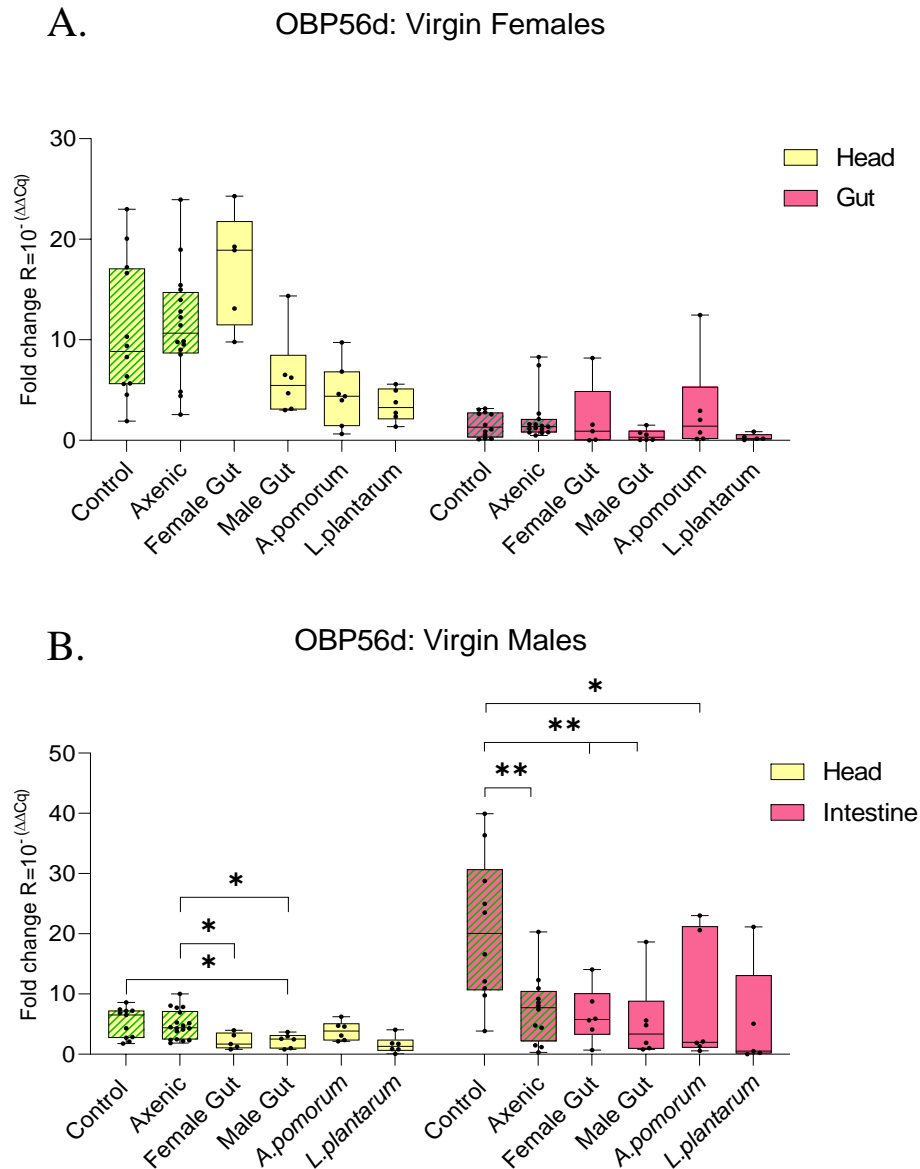 A.
OBP56d: Virgin Females
Fold change R=10^-(ΔΔCq)
30
20
10
0
Head
Gut
Control
Axenic
Female Gut
Male Gut
A.pomorum
L.plantarum
Control
Axenic
Female Gut
Male Gut
A.pomorum
L.plantarum
B.
OBP56d: Virgin Males
Fold change R=10^-(ΔΔCq)
50
40
30
20
10
0
*
*
*
*
**
**
Head
Intestine
Control
Axenic
Female Gut
Male Gut
A.pomorum
L.plantarum
Control
Axenic
Female Gut
Male Gut
A.pomorum
L.plantarum